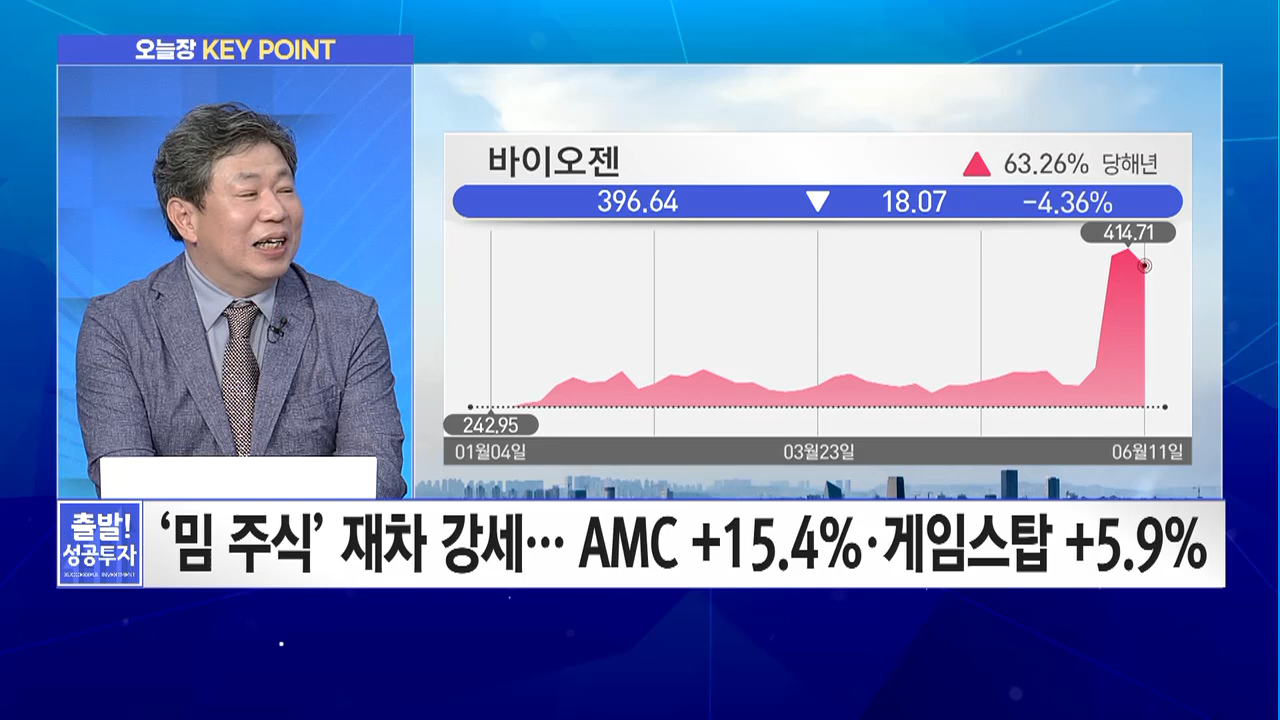 오늘장 KEY POINT
바이오젠
▲ 63.26% 당해년
396.64 ▼ 18.07 -4.36%
414.71
242.95
01월04일 03월23일 06월11일
출발!
성공투자
‘밈 주식’ 재차 강세… AMC +15.4%·게임스탑 +5.9%